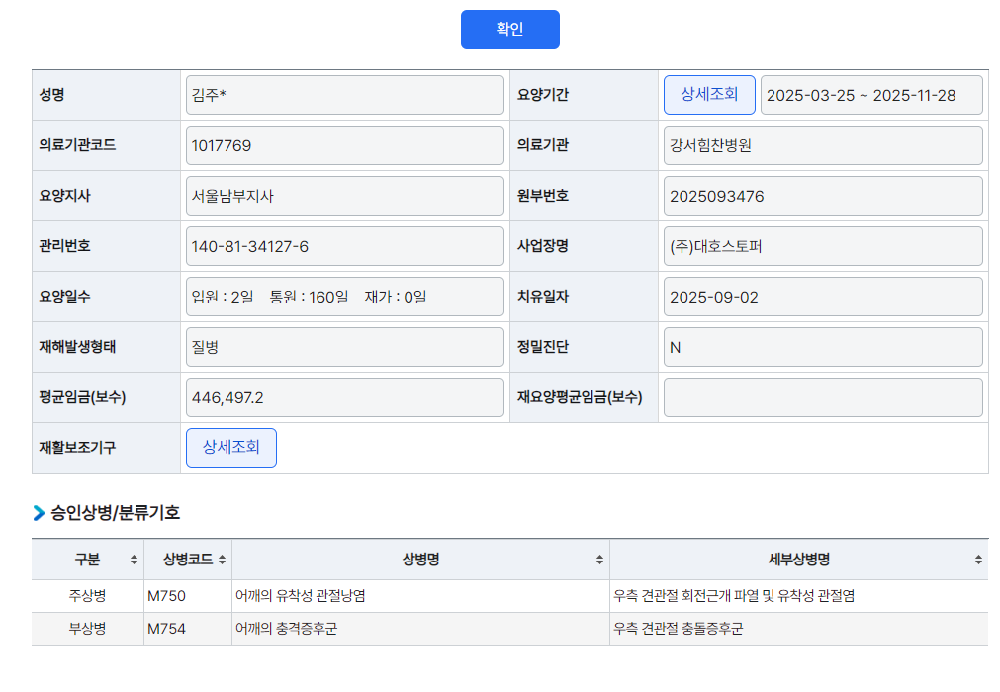 확인
성명 김주* 요양기간 상세조회 2025-03-25 ~ 2025-11-28
의료기관코드 1017769 의료기관 강서힘찬병원
요양지사 서울남부지사 원부번호 2025093476
관리번호 140-81-34127-6 사업장명 (주)대호스토퍼
요양일수 입원 : 2일 통원 : 160일 재가 : 0일 치유일자 2025-09-02
재해발생형태 질병 정밀진단 N
평균임금(보수) 446,497.2 재요양평균임금(보수)
재활보조기구 상세조회
승인상병/분류기호
구분 상병코드 상병명 세부상병명
주상병 M750 어깨의 유착성 관절낭염 우측 견관절 회전근개 파열 및 유착성 관절염
부상병 M754 어깨의 충격증후군 우측 견관절 충돌증후군